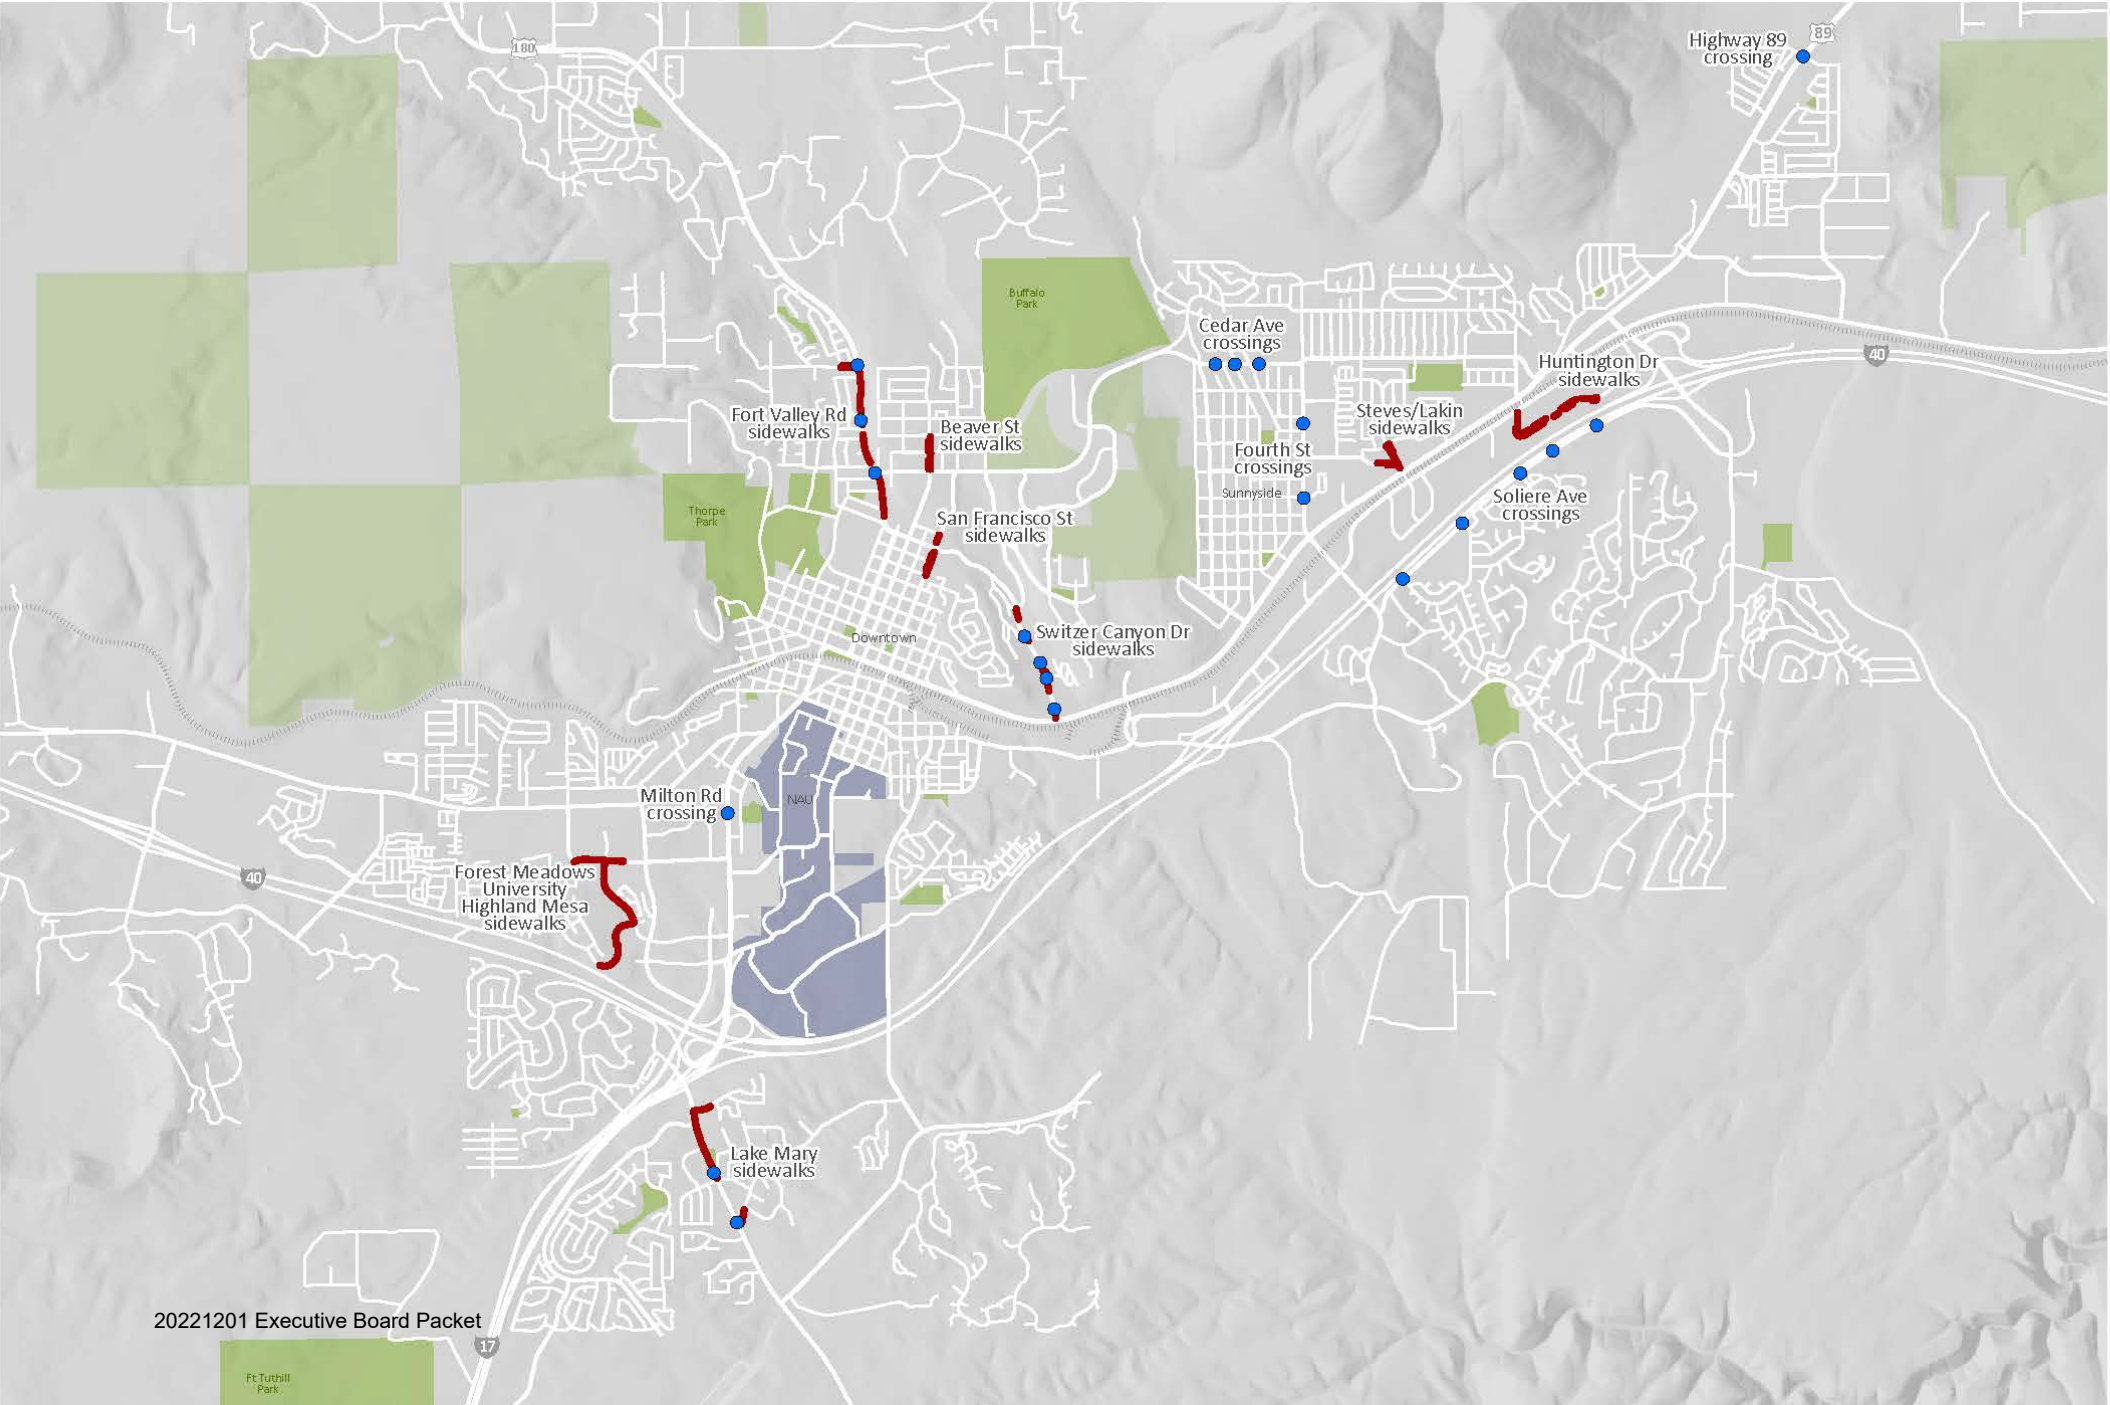 Highway 89
crossing
89
180
Buffalo
Park
Cedar Ave
crossings
40
Huntington Dr
sidewalks
Fort Valley Rd
sidewalks
Beaver St
sidewalks
Steves/Lakin
sidewalks
Fourth St
crossings
Sunnyside
Soliere Ave
crossings
Thorpe
Park
San Francisco St
sidewalks
Downtown
Switzer Canyon Dr
sidewalks
Milton Rd
crossing
NAU
40
Forest Meadows
University
Highland Mesa
sidewalks
Lake Mary
sidewalks
20221201 Executive Board Packet
17
Ft Tuthill
Park